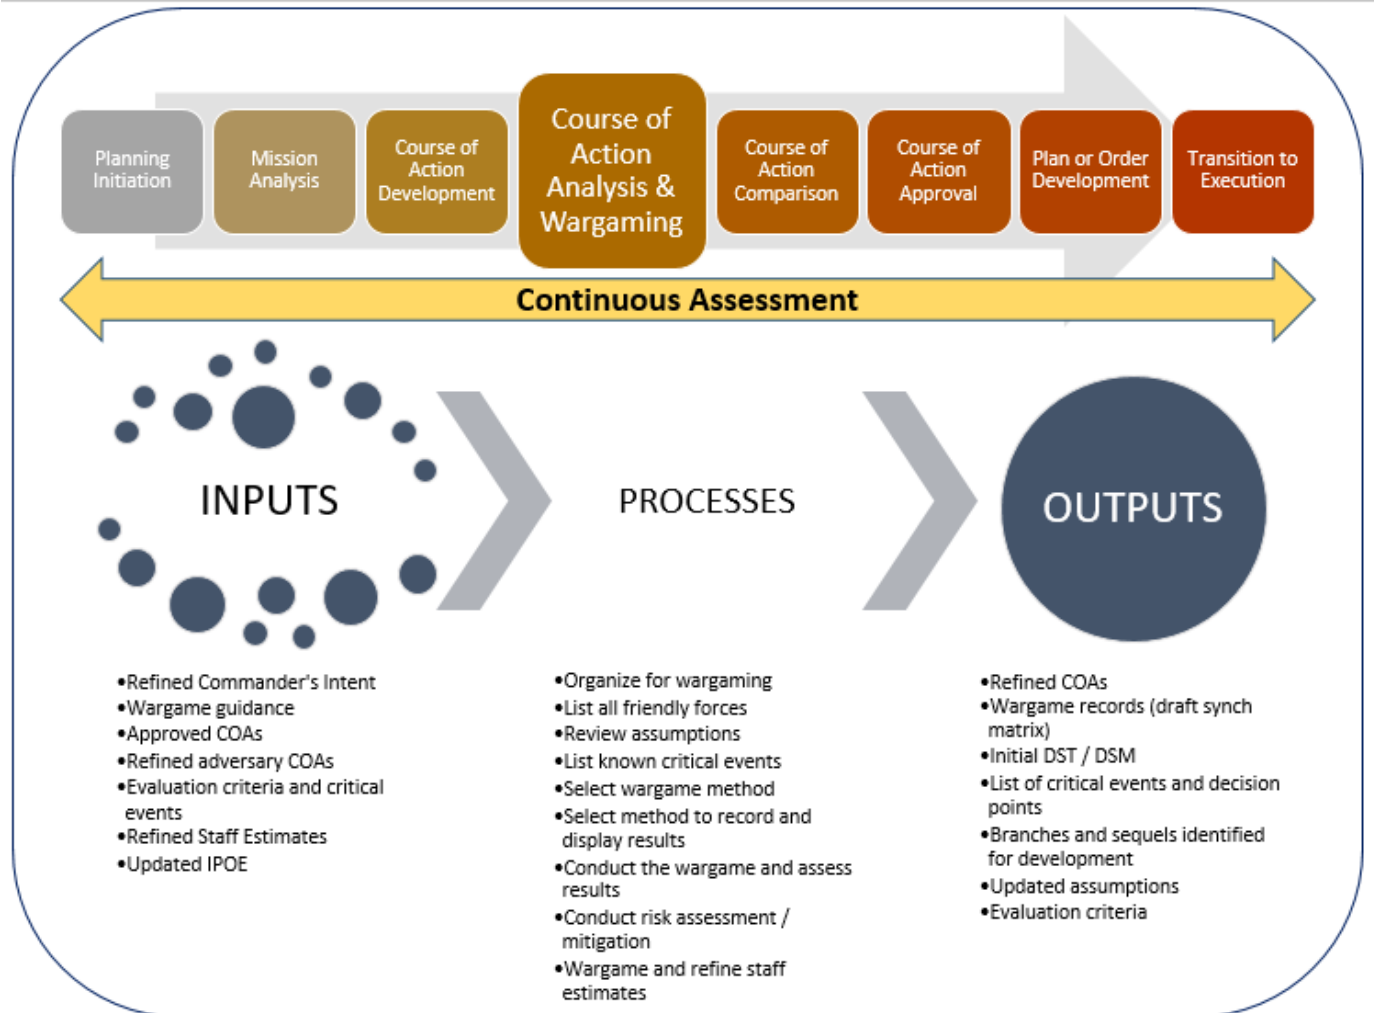 Planning
Initiation
Mission
Analysis
Course of
Action
Development
Course of
Action
Analysis &
Wargaming
Course of
Action
Comparison
Course of
Action
Approval
Plan or Order
Development
Transition to
Execution
Continuous Assessment
INPUTS
•Refined Commander's Intent
•Wargame guidance
•Approved COAs
•Refined adversary COAs
•Evaluation criteria and critical
events
•Refined Staff Estimates
•Updated IPOE
PROCESSES
•Organize for wargaming
•List all friendly forces
•Review assumptions
•List known critical events
•Select wargame method
•Select method to record and
display results
•Conduct the wargame and assess
results
•Conduct risk assessment /
mitigation
•Wargame and refine staff
estimates
OUTPUTS
•Refined COAs
•Wargame records (draft synch
matrix)
•Initial DST / DSM
•List of critical events and decision
points
•Branches and sequels identified
for development
•Updated assumptions
•Evaluation criteria